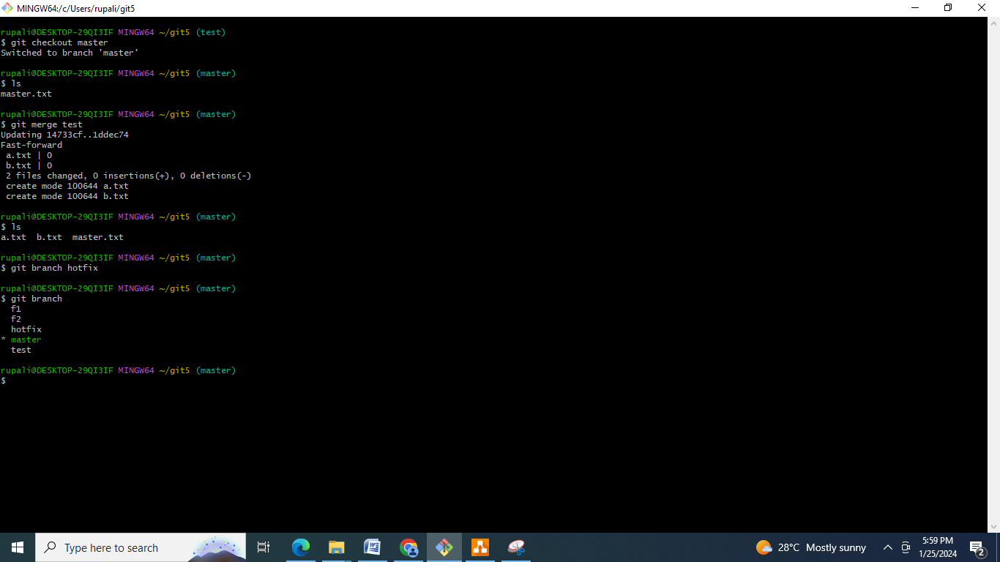 MINGW64:/c/Users/rupali/git5
rupali@DESKTOP-29QI3IF MINGW64 ~/git5 (test)
$ git checkout master
Switched to branch 'master'
rupali@DESKTOP-29QI3IF MINGW64 ~/git5 (master)
$ ls
master.txt
rupali@DESKTOP-29QI3IF MINGW64 ~/git5 (master)
$ git merge test
Updating 14733cf..1ddec74
Fast-forward
 a.txt | 0
 b.txt | 0
 2 files changed, 0 insertions(+), 0 deletions(-)
 create mode 100644 a.txt
 create mode 100644 b.txt
rupali@DESKTOP-29QI3IF MINGW64 ~/git5 (master)
$ ls
a.txt  b.txt  master.txt
rupali@DESKTOP-29QI3IF MINGW64 ~/git5 (master)
$ git branch hotfix
rupali@DESKTOP-29QI3IF MINGW64 ~/git5 (master)
$ git branch
  f1
  f2
  hotfix
* master
  test
rupali@DESKTOP-29QI3IF MINGW64 ~/git5 (master)
$
Type here to search
28°C Mostly sunny
5:59 PM
1/25/2024
2